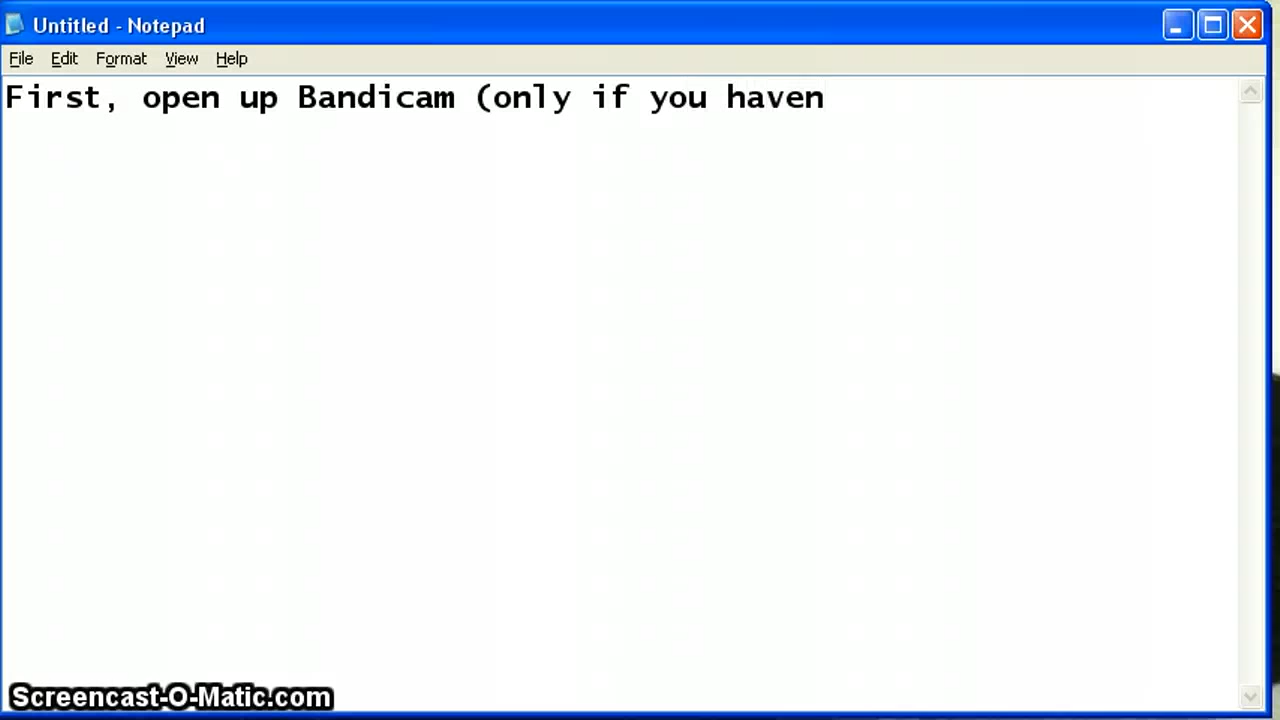 Untitled - Notepad
File Edit Format View Help
First, open up Bandicam (only if you haven
Screencast-O-Matic.com